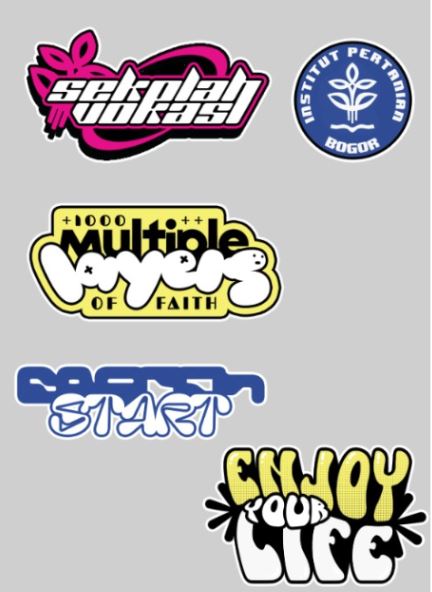 sekolah
vokasi
INSTITUT PERTANIAN
BOGOR
+1000 ++
multiple
layers
OF FAITH
START
ENJOY
YOUR
LIFE